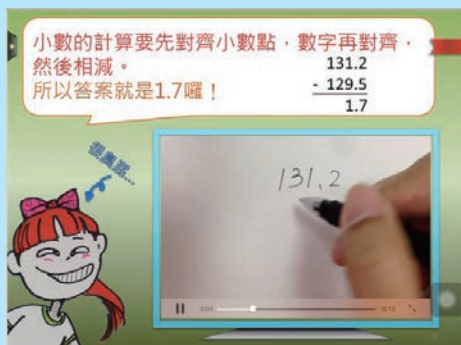 小數的計算要先對齊小數點，數字再對齊，
然後相減。
所以答案就是1.7囉！
131.2
- 129.5
1.7
131.2